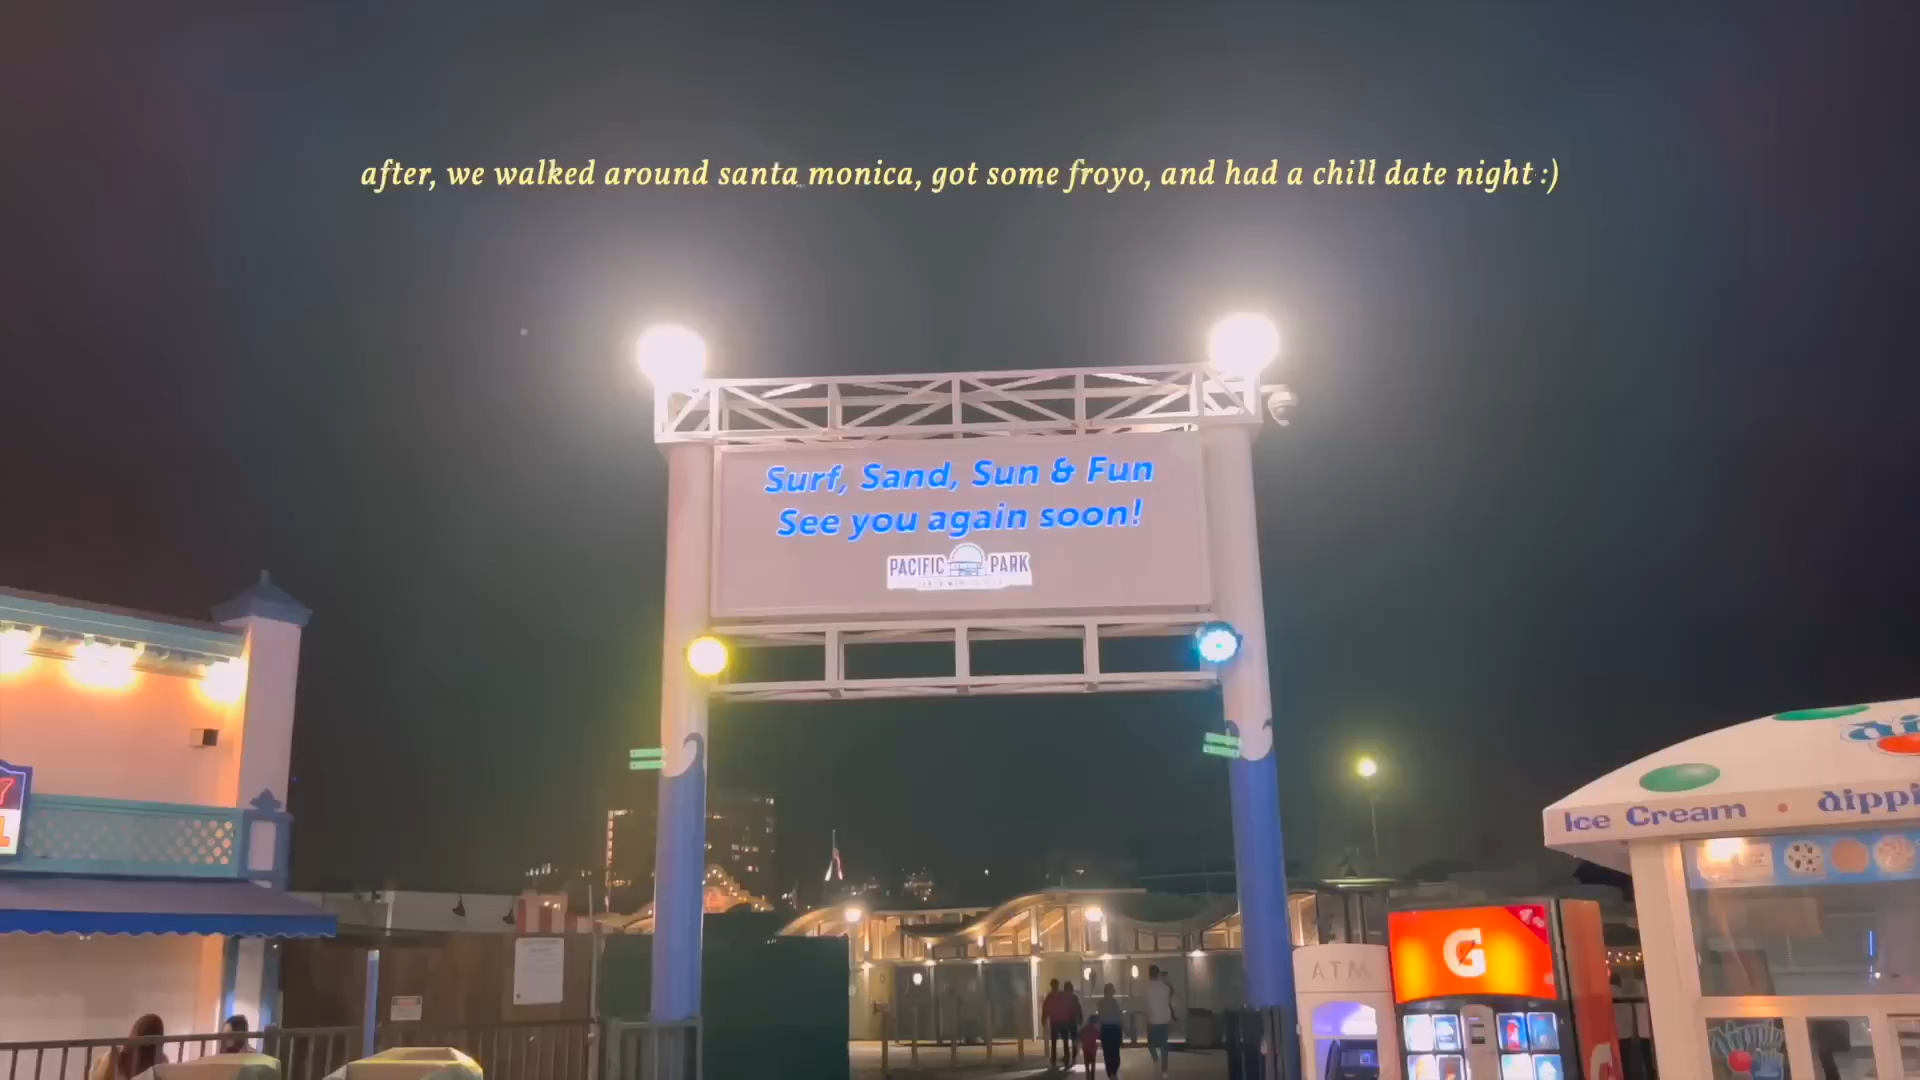 after, we walked around santa monica, got some froyo, and had a chill date night :)
Surf, Sand, Sun & Fun
See you again soon!
PACIFIC PARK
Ice Cream • dippi
ATM
G